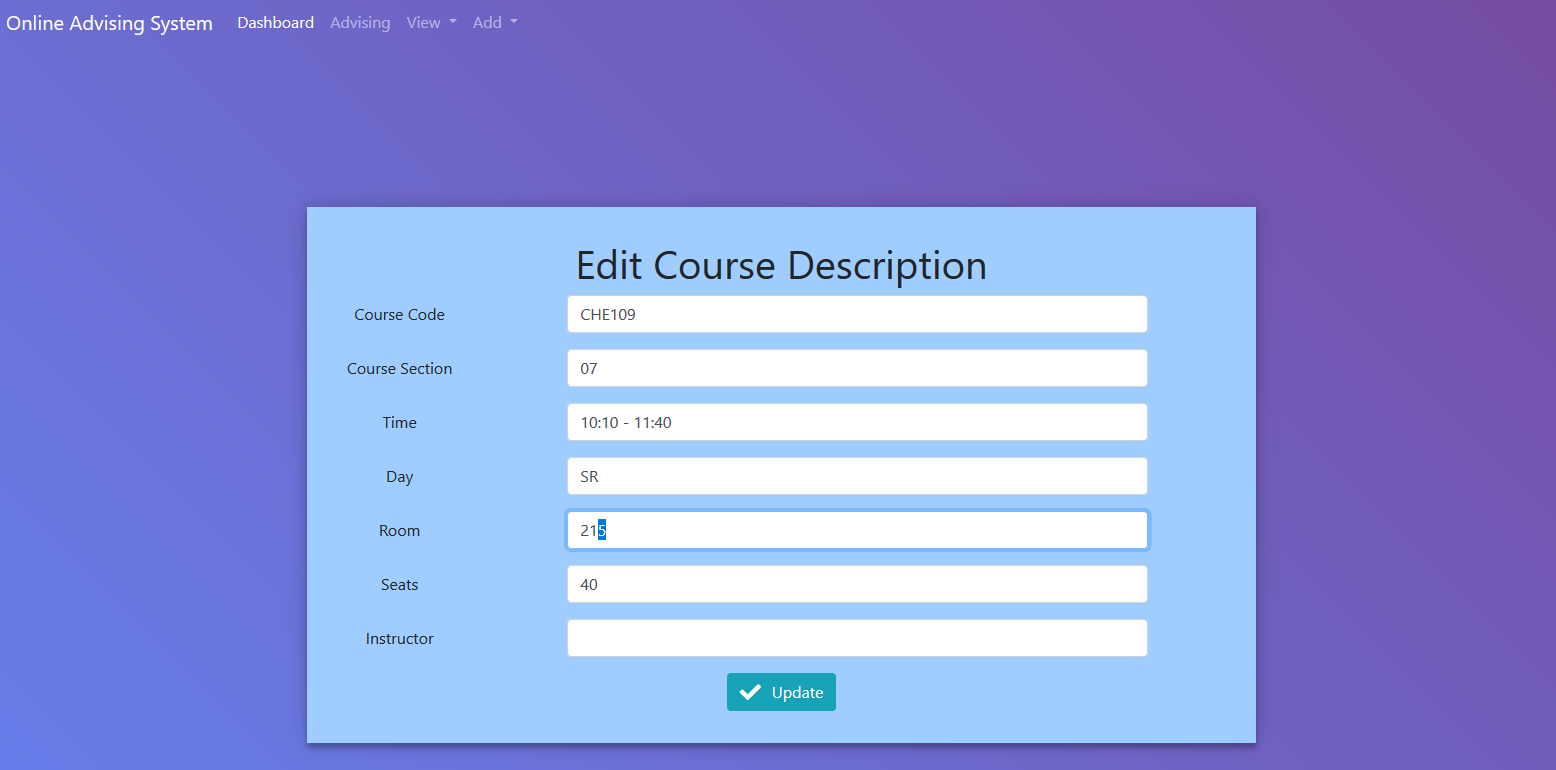 Online Advising System Dashboard Advising View Add
Edit Course Description
Course Code CHE109
Course Section 07
Time 10:10 - 11:40
Day SR
Room 215
Seats 40
Instructor
Update